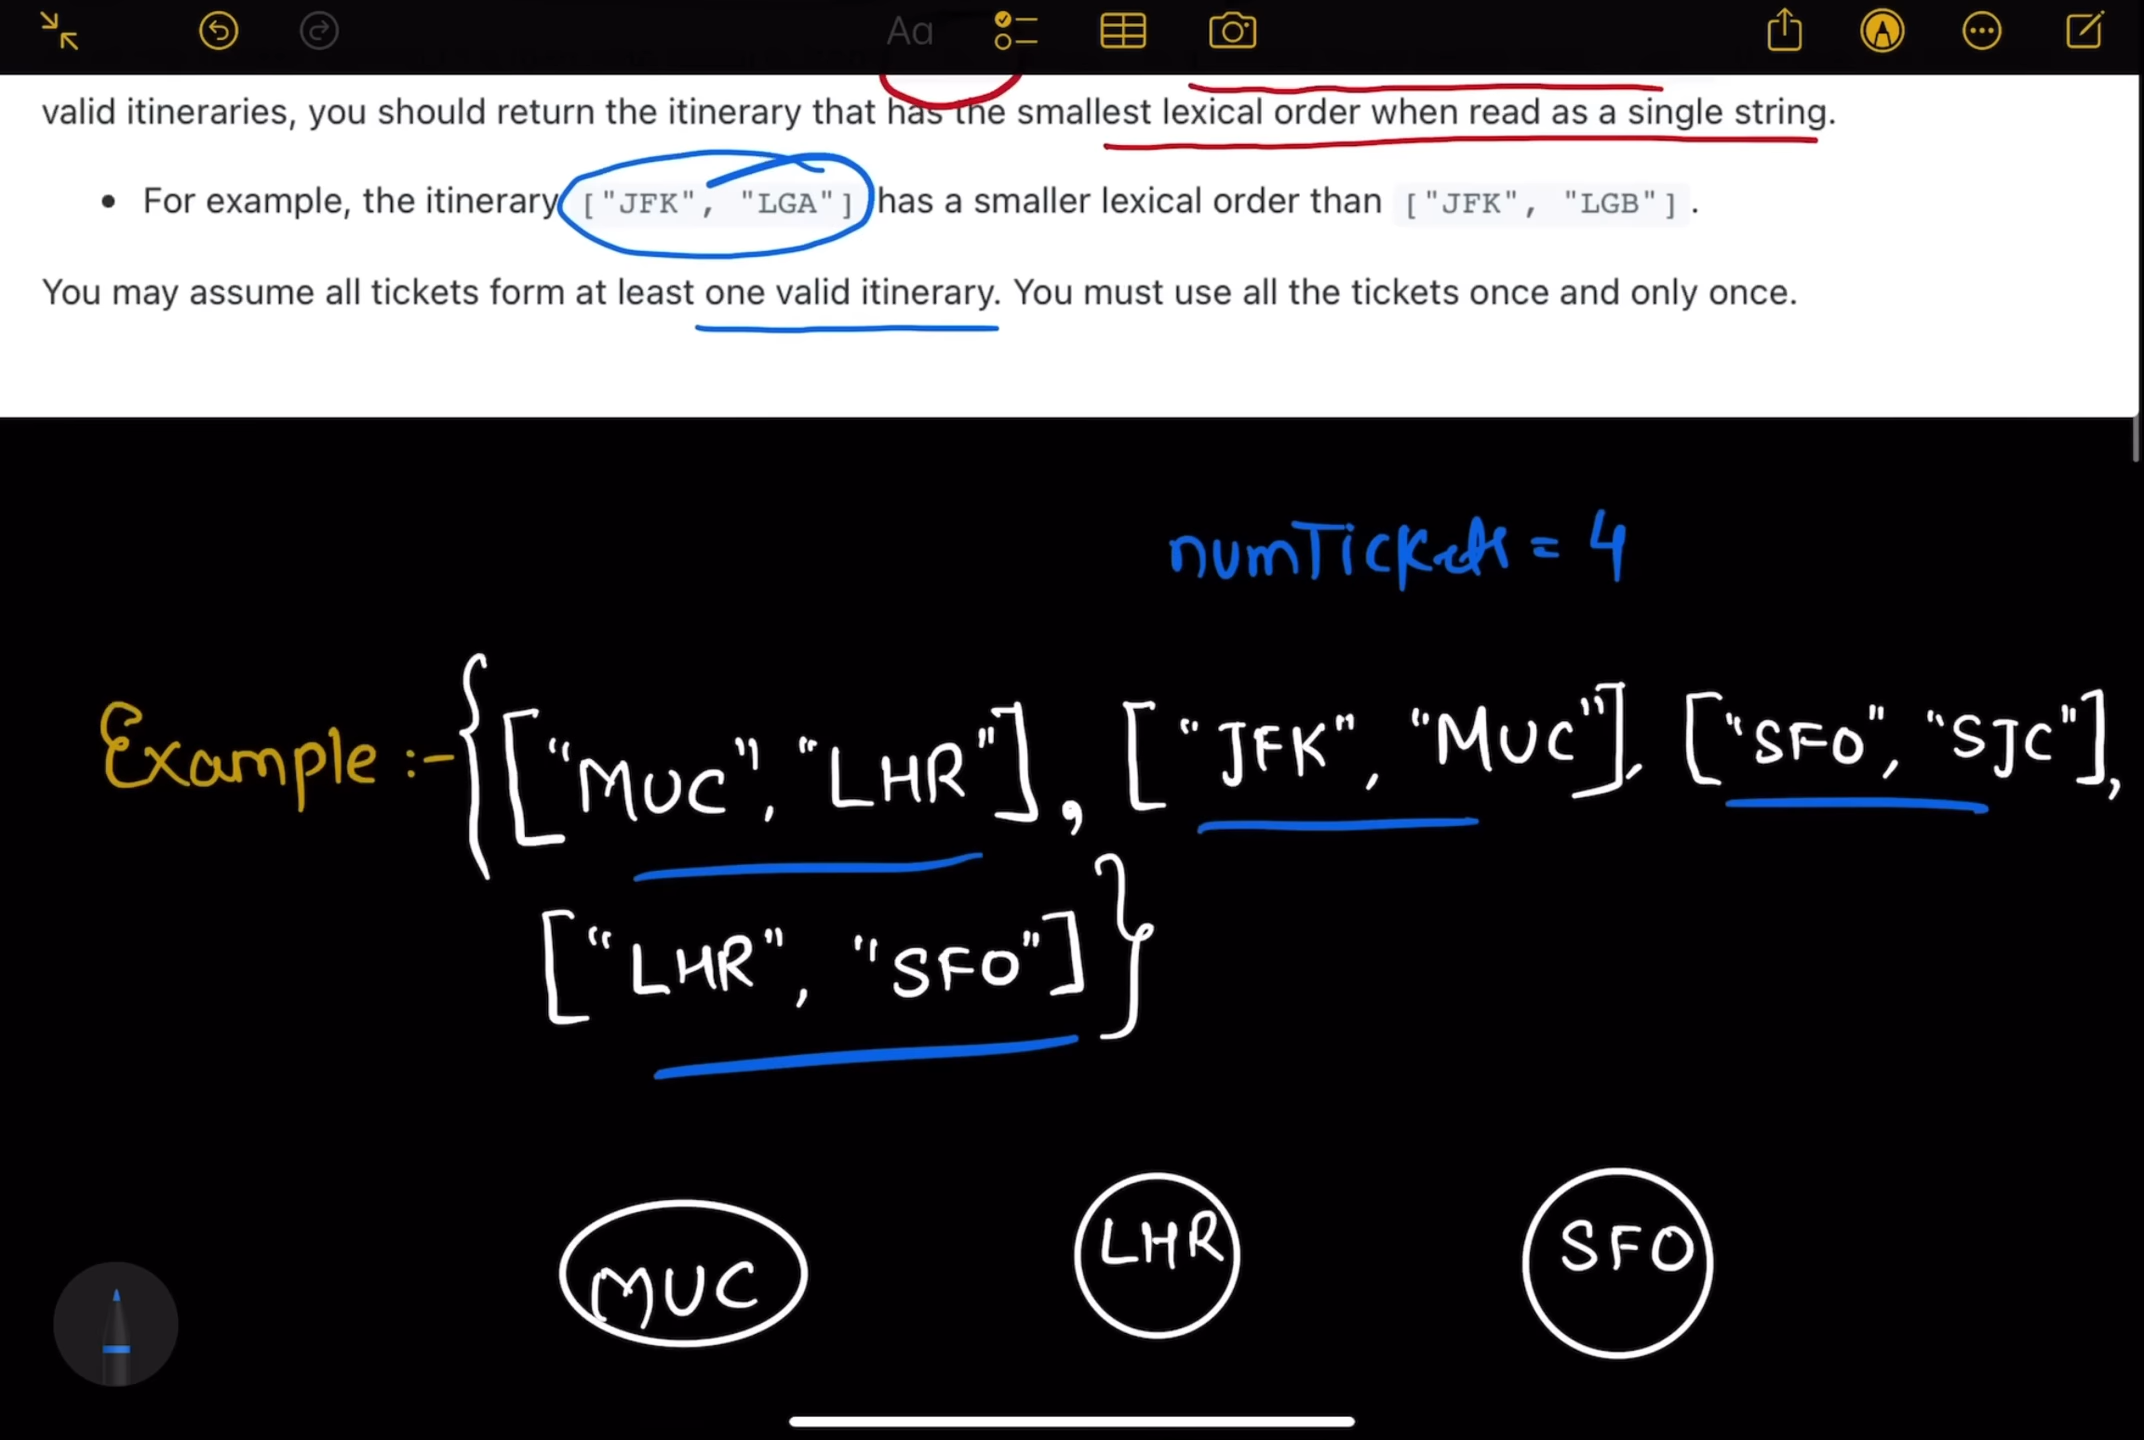 Aa
valid itineraries, you should return the itinerary that has the smallest lexical order when read as a single string.
• For example, the itinerary ["JFK", "LGA"] has a smaller lexical order than ["JFK", "LGB"].
You may assume all tickets form at least one valid itinerary. You must use all the tickets once and only once.
numTickets = 4
Example :- {["MUC", "LHR"], ["JFK", "MUC"], ["SFO", "SJC"],
["LHR", "SFO"]}
MUC LHR SFO